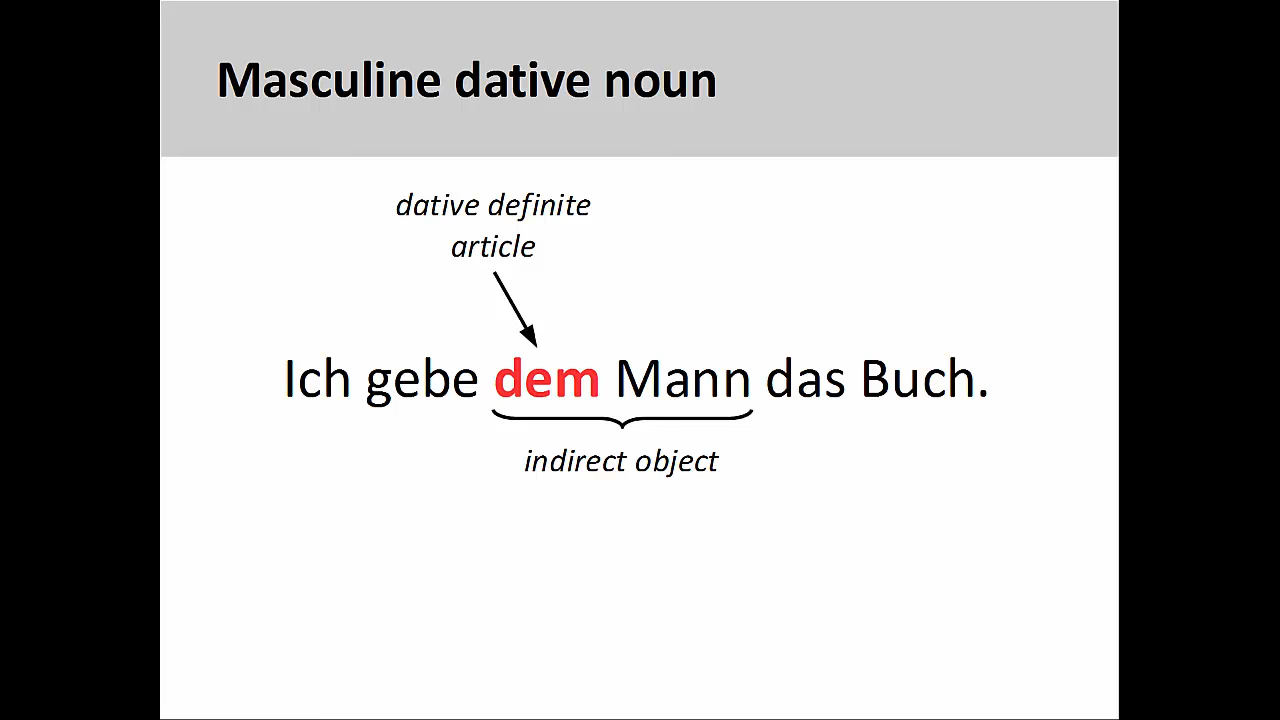 Masculine dative noun
dative definite
article
Ich gebe dem Mann das Buch.
indirect object